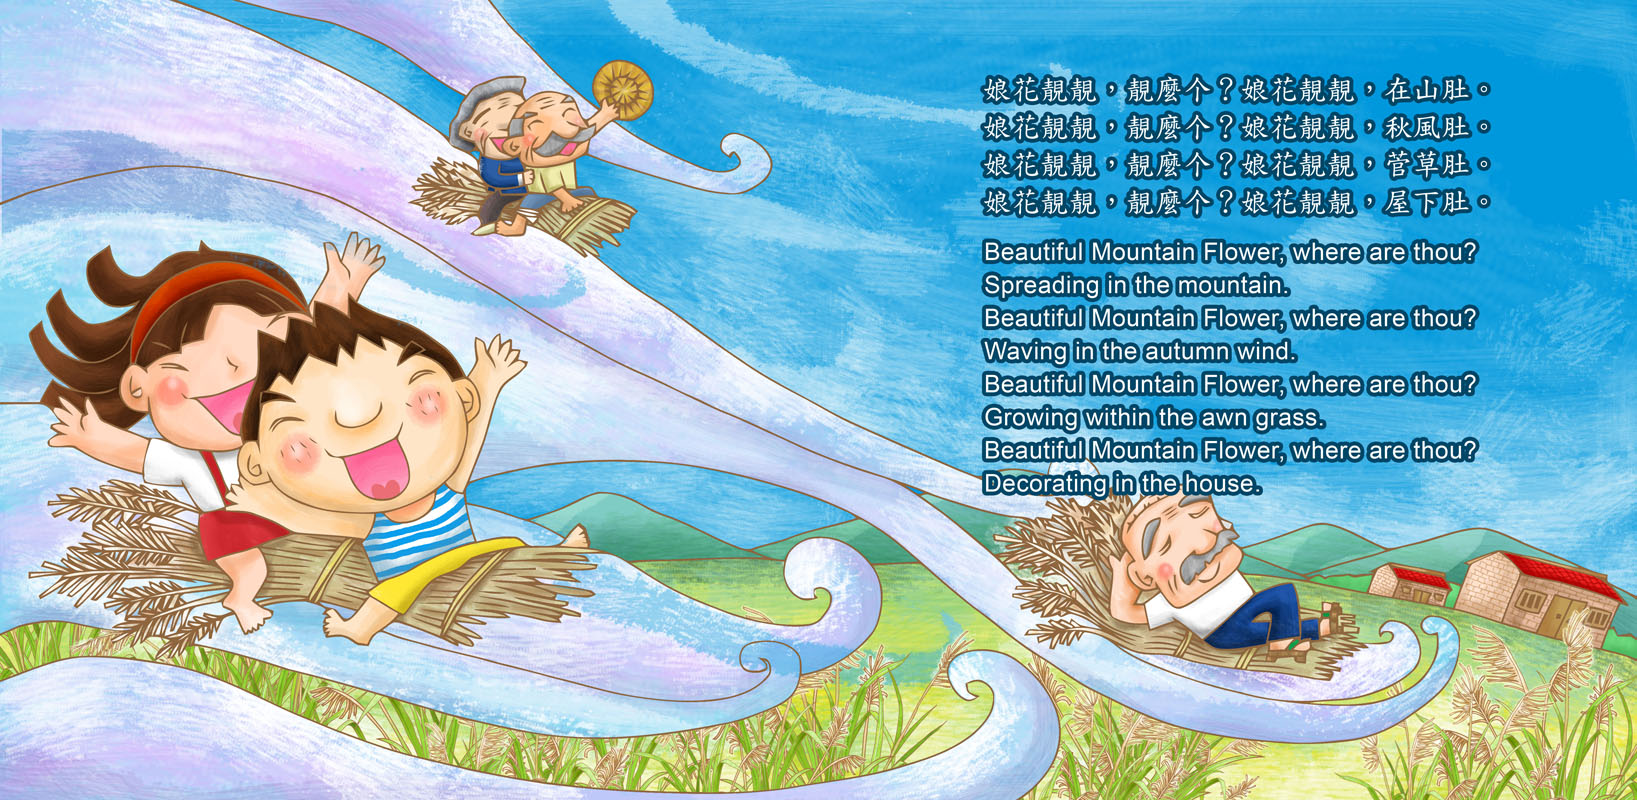 娘花靚靚，靚麼个？娘花靚靚，在山肚。
娘花靚靚，靚麼个？娘花靚靚，秋風肚。
娘花靚靚，靚麼个？娘花靚靚，菅草肚。
娘花靚靚，靚麼个？娘花靚靚，屋下肚。
Beautiful Mountain Flower, where are thou?
Spreading in the mountain.
Beautiful Mountain Flower, where are thou?
Waving in the autumn wind.
Beautiful Mountain Flower, where are thou?
Growing within the awn grass.
Beautiful Mountain Flower, where are thou?
Decorating in the house.